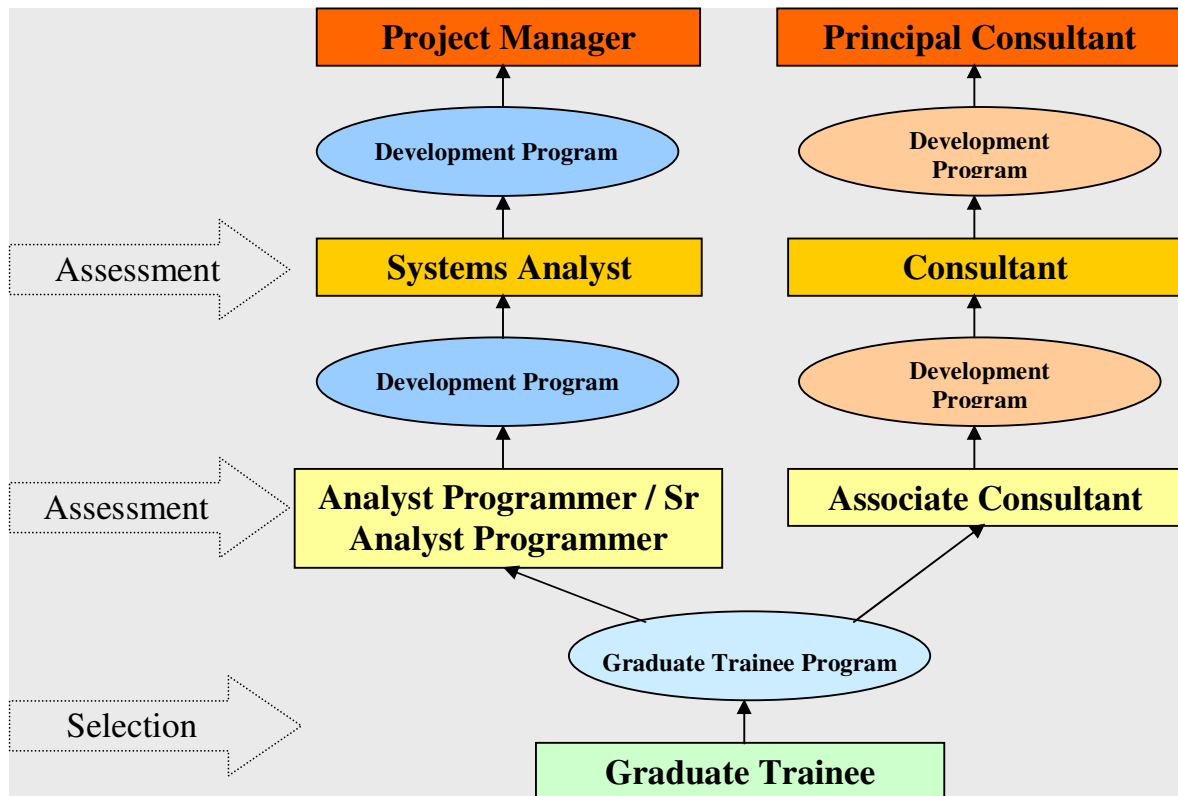 Project Manager
Principal Consultant
Development Program
Development
Program
Assessment
Systems Analyst
Consultant
Development Program
Development
Program
Assessment
Analyst Programmer / Sr
Analyst Programmer
Associate Consultant
Graduate Trainee Program
Selection
Graduate Trainee